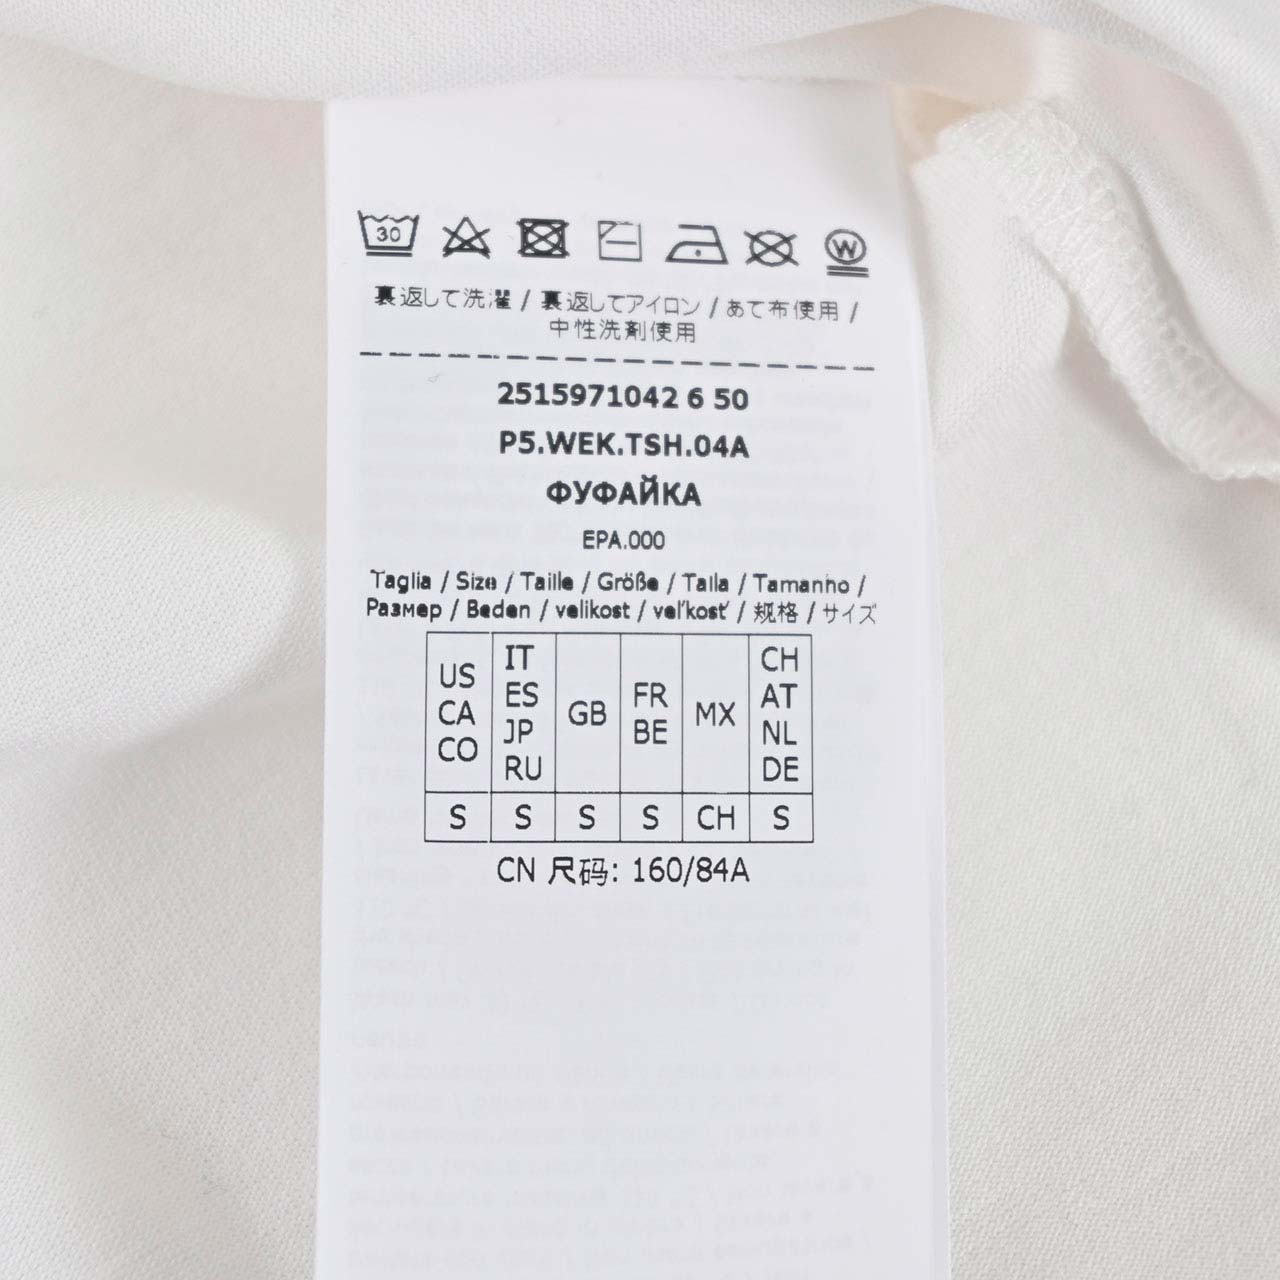 30
W
裏返して洗濯 / 裏返してアイロン / あて布使用 /
中性洗剤使用
2515971042 6 50
P5.WEK.TSH.04A
ФУФАЙКА
EPA.000
Taglia / Size / Taille / Größe / Talla / Tamanho /
Размер / Beden / velikost / veľkosť / 规格 / サイズ
US CA CO
IT ES JP RU
GB
FR BE
MX
CH AT NL DE
S S S S CH S
CN 尺码: 160/84A